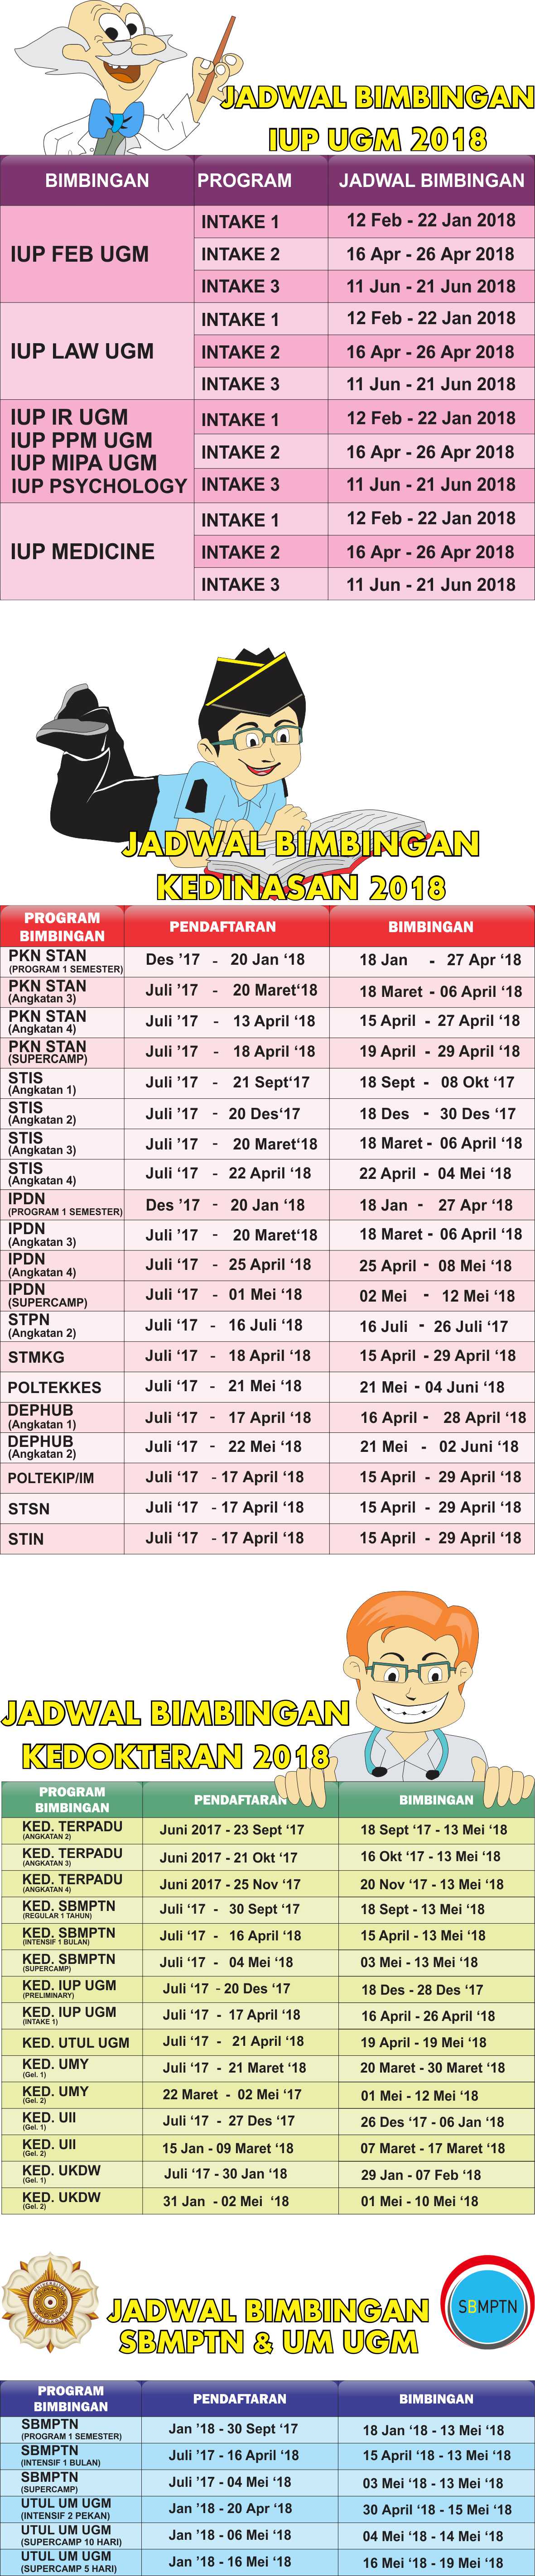 JADWAL BIMBINGAN
IUP UGM 2018
BIMBINGAN PROGRAM JADWAL BIMBINGAN
IUP FEB UGM
INTAKE 1 12 Feb - 22 Jan 2018
INTAKE 2 16 Apr - 26 Apr 2018
INTAKE 3 11 Jun - 21 Jun 2018
IUP LAW UGM
INTAKE 1 12 Feb - 22 Jan 2018
INTAKE 2 16 Apr - 26 Apr 2018
INTAKE 3 11 Jun - 21 Jun 2018
IUP IR UGM
IUP PPM UGM
IUP MIPA UGM
IUP PSYCHOLOGY
INTAKE 1 12 Feb - 22 Jan 2018
INTAKE 2 16 Apr - 26 Apr 2018
INTAKE 3 11 Jun - 21 Jun 2018
IUP MEDICINE
INTAKE 1 12 Feb - 22 Jan 2018
INTAKE 2 16 Apr - 26 Apr 2018
INTAKE 3 11 Jun - 21 Jun 2018
JADWAL BIMBINGAN
KEDINASAN 2018
PROGRAM
BIMBINGAN
PENDAFTARAN BIMBINGAN
PKN STAN
(PROGRAM 1 SEMESTER)
Des '17 - 20 Jan '18 18 Jan - 27 Apr '18
PKN STAN
(Angkatan 3)
Juli '17 - 20 Maret'18 18 Maret - 06 April '18
PKN STAN
(Angkatan 4)
Juli '17 - 13 April '18 15 April - 27 April '18
PKN STAN
(SUPERCAMP)
Juli '17 - 18 April '18 19 April - 29 April '18
STIS
(Angkatan 1)
Juli '17 - 21 Sept'17 18 Sept - 08 Okt '17
STIS
(Angkatan 2)
Juli '17 - 20 Des'17 18 Des - 30 Des '17
STIS
(Angkatan 3)
Juli '17 - 20 Maret'18 18 Maret - 06 April '18
STIS
(Angkatan 4)
Juli '17 - 22 April '18 22 April - 04 Mei '18
IPDN
(PROGRAM 1 SEMESTER)
Des '17 - 20 Jan '18 18 Jan - 27 Apr '18
IPDN
(Angkatan 3)
Juli '17 - 20 Maret'18 18 Maret - 06 April '18
IPDN
(Angkatan 4)
Juli '17 - 25 April '18 25 April - 08 Mei '18
IPDN
(SUPERCAMP)
Juli '17 - 01 Mei '18 02 Mei - 12 Mei '18
STPN
(Angkatan 2)
Juli '17 - 16 Juli '18 16 Juli - 26 Juli '17
STMKG Juli '17 - 18 April '18 15 April - 29 April '18
POLTEKKES Juli '17 - 21 Mei '18 21 Mei - 04 Juni '18
DEPHUB
(Angkatan 1)
Juli '17 - 17 April '18 16 April - 28 April '18
DEPHUB
(Angkatan 2)
Juli '17 - 22 Mei '18 21 Mei - 02 Juni '18
POLTEKIP/IM Juli '17 - 17 April '18 15 April - 29 April '18
STSN Juli '17 - 17 April '18 15 April - 29 April '18
STIN Juli '17 - 17 April '18 15 April - 29 April '18
JADWAL BIMBINGAN
KEDOKTERAN 2018
PROGRAM
BIMBINGAN
PENDAFTARAN BIMBINGAN
KED. TERPADU
(ANGKATAN 2)
Juni 2017 - 23 Sept '17 18 Sept '17 - 13 Mei '18
KED. TERPADU
(ANGKATAN 3)
Juni 2017 - 21 Okt '17 16 Okt '17 - 13 Mei '18
KED. TERPADU
(ANGKATAN 4)
Juni 2017 - 25 Nov '17 20 Nov '17 - 13 Mei '18
KED. SBMPTN
(REGULAR 1 TAHUN)
Juli '17 - 30 Sept '17 18 Sept - 13 Mei '18
KED. SBMPTN
(INTENSIF 1 BULAN)
Juli '17 - 16 April '18 15 April - 13 Mei '18
KED. SBMPTN
(SUPERCAMP)
Juli '17 - 04 Mei '18 03 Mei - 13 Mei '18
KED. IUP UGM
(PRELIMINARY)
Juli '17 - 20 Des '17 18 Des - 28 Des '17
KED. IUP UGM
(INTAKE 1)
Juli '17 - 17 April '18 16 April - 26 April '18
KED. UTUL UGM Juli '17 - 21 April '18 19 April - 19 Mei '18
KED. UMY
(Gel. 1)
Juli '17 - 21 Maret '18 20 Maret - 30 Maret '18
KED. UMY
(Gel. 2)
22 Maret - 02 Mei '17 01 Mei - 12 Mei '18
KED. UII
(Gel. 1)
Juli '17 - 27 Des '17 26 Des '17 - 06 Jan '18
KED. UII
(Gel. 2)
15 Jan - 09 Maret '18 07 Maret - 17 Maret '18
KED. UKDW
(Gel. 1)
Juli '17 - 30 Jan '18 29 Jan - 07 Feb '18
KED. UKDW
(Gel. 2)
31 Jan - 02 Mei '18 01 Mei - 10 Mei '18
SBMPTN
JADWAL BIMBINGAN
SBMPTN & UM UGM
PROGRAM
BIMBINGAN
PENDAFTARAN BIMBINGAN
SBMPTN
(PROGRAM 1 SEMESTER)
Jan '18 - 30 Sept '17 18 Jan '18 - 13 Mei '18
SBMPTN
(INTENSIF 1 BULAN)
Juli '17 - 16 April '18 15 April '18 - 13 Mei '18
SBMPTN
(SUPERCAMP)
Juli '17 - 04 Mei '18 03 Mei '18 - 13 Mei '18
UTUL UM UGM
(INTENSIF 2 PEKAN)
Jan '18 - 20 Apr '18 30 April '18 - 15 Mei '18
UTUL UM UGM
(SUPERCAMP 10 HARI)
Jan '18 - 06 Mei '18 04 Mei '18 - 14 Mei '18
UTUL UM UGM
(SUPERCAMP 5 HARI)
Jan '18 - 16 Mei '18 16 Mei '18 - 19 Mei '18